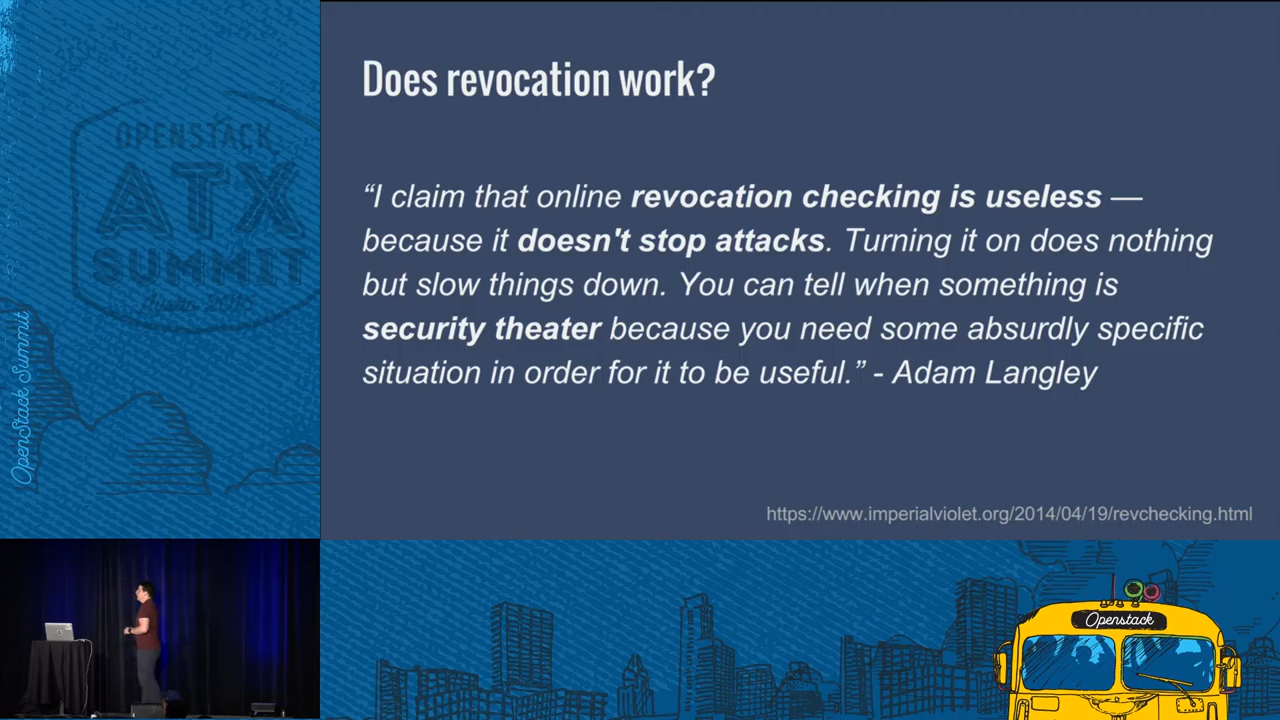 Does revocation work?
“I claim that online revocation checking is useless —
because it doesn't stop attacks. Turning it on does nothing
but slow things down. You can tell when something is
security theater because you need some absurdly specific
situation in order for it to be useful.” - Adam Langley
https://www.imperialviolet.org/2014/04/19/revchecking.html
OPENSTACK
ATX
SUMMIT
Austin 2016
OpenStack Summit
Openstack